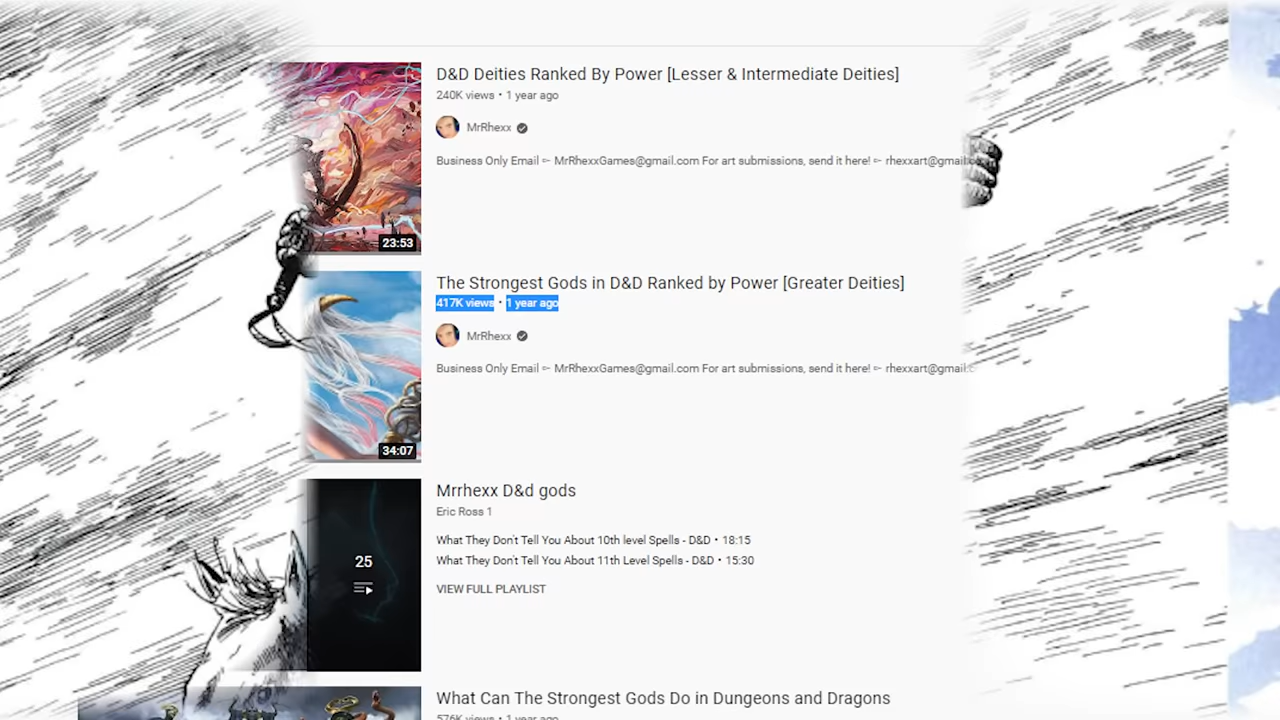 D&D Deities Ranked By Power [Lesser & Intermediate Deities]
240K views • 1 year ago
MrRhexx
Business Only Email ➳ MrRhexxGames@gmail.com For art submissions, send it here! ➳ rhexxart@gmail
23:53
The Strongest Gods in D&D Ranked by Power [Greater Deities]
417K views • 1 year ago
MrRhexx
Business Only Email ➳ MrRhexxGames@gmail.com For art submissions, send it here! ➳ rhexxart@gmail.c
34:07
Mrrhexx D&d gods
Eric Ross 1
What They Don't Tell You About 10th level Spells - D&D • 18:15
What They Don't Tell You About 11th Level Spells - D&D • 15:30
25
VIEW FULL PLAYLIST
What Can The Strongest Gods Do in Dungeons and Dragons
576K views • 1 year ago